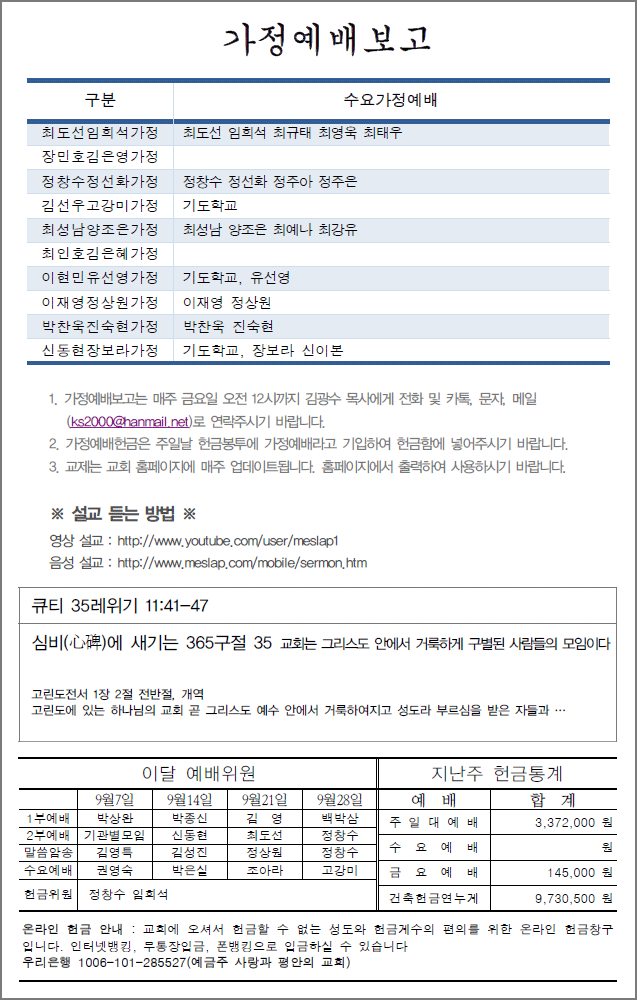 가정예배보고
구분 수요가정예배
최도선임희석가정 최도선 임희석 최규태 최영욱 최태우
장민호김은영가정
정창수정선화가정 정창수 정선화 정주아 정주은
김선우고강미가정 기도학교
최성남양조은가정 최성남 양조은 최예나 최강유
최인호김은혜가정
이현민유선영가정 기도학교, 유선영
이재영정상원가정 이재영 정상원
박찬욱진숙현가정 박찬욱 진숙현
신동현장보라가정 기도학교, 장보라 신이본
1. 가정예배보고는 매주 금요일 오전 12시까지 김광수 목사에게 전화 및 카톡, 문자, 메일
(ks2000@hanmail.net)로 연락주시기 바랍니다.
2. 가정예배헌금은 주일날 헌금봉투에 가정예배라고 기입하여 헌금함에 넣어주시기 바랍니다.
3. 교제는 교회 홈페이지에 매주 업데이트됩니다. 홈페이지에서 출력하여 사용하시기 바랍니다.
※ 설교 듣는 방법 ※
영상 설교 : http://www.youtube.com/user/meslap1
음성 설교 : http://www.meslap.com/mobile/sermon.htm
큐티 35레위기 11:41-47
심비(心碑)에 새기는 365구절 35 교회는 그리스도 안에서 거룩하게 구별된 사람들의 모임이다
고린도전서 1장 2절 전반절, 개역
고린도에 있는 하나님의 교회 곧 그리스도 예수 안에서 거룩하여지고 성도라 부르심을 받은 자들과 …
이달 예배위원 지난주 헌금통계
9월7일 9월14일 9월21일 9월28일 예 배 합 계
1부예배 박상완 박종신 김 영 백박삼 주 일 대 예 배 3,372,000 원
2부예배 기관별모임 신동현 최도선 정창수 수 요 예 배 원
말씀암송 김영특 김성진 정상원 정창수
수요예배 권영숙 박은실 조아라 고강미 금 요 예 배 145,000 원
헌금위원 정창수 임희석 건축헌금연누게 9,730,500 원
온라인 헌금 안내 : 교회에 오셔서 헌금할 수 없는 성도와 헌금계수의 편의를 위한 온라인 헌금창구
입니다. 인터넷뱅킹, 무통장입금, 폰뱅킹으로 입금하실 수 있습니다
우리은행 1006-101-285527(예금주 사랑과 평안의 교회)